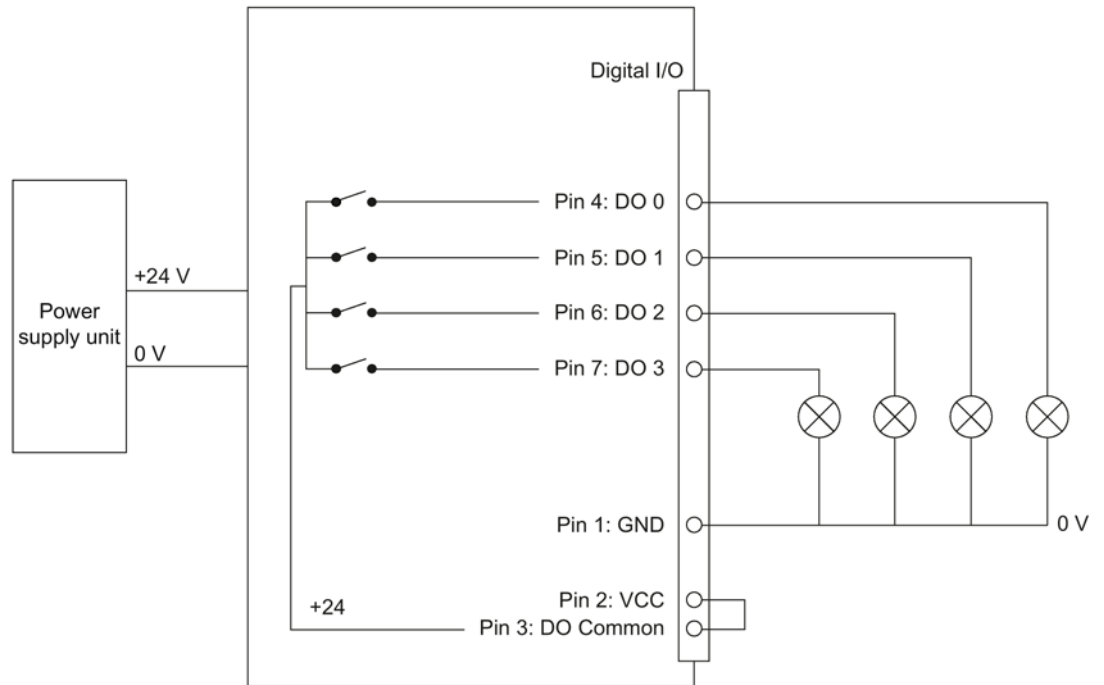 Digital I/O
Pin 4: DO 0
+24 V
Pin 5: DO 1
Power
supply unit
Pin 6: DO 2
0 V
Pin 7: DO 3
Pin 1: GND
0 V
Pin 2: VCC
+24
Pin 3: DO Common